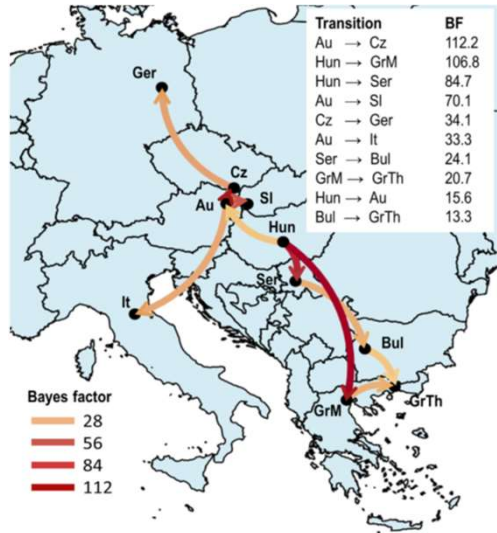 Transition BF
Au → Cz 112.2
Hun → GrM 106.8
Hun → Ser 84.7
Au → Sl 70.1
Cz → Ger 34.1
Au → It 33.3
Ser → Bul 24.1
GrM → GrTh 20.7
Hun → Au 15.6
Bul → GrTh 13.3
Ger
Cz
Au
Sl
Hun
Ser
It
Bul
GrM
GrTh
Bayes factor
28
56
84
112